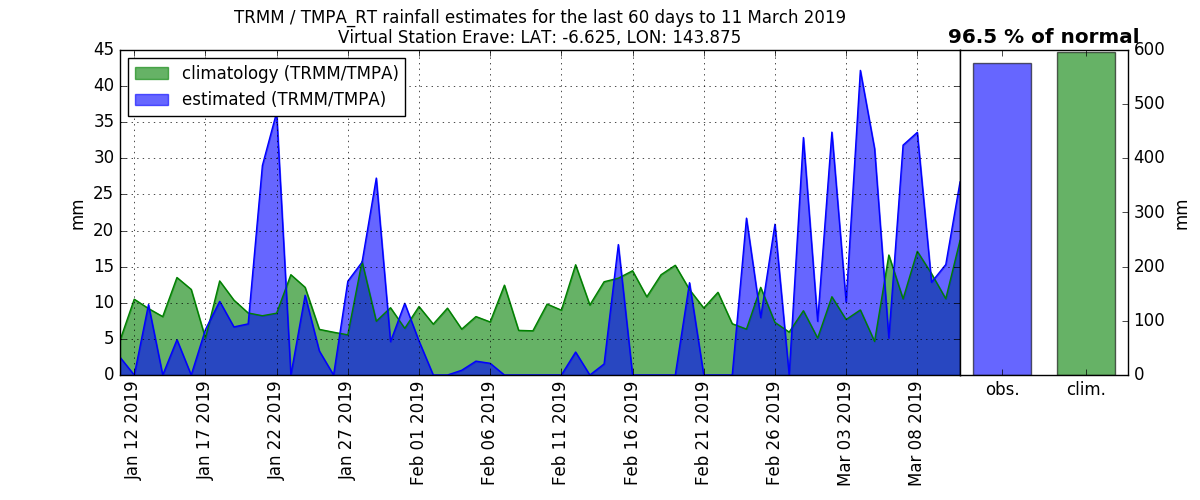 TRMM / TMPA_RT rainfall estimates for the last 60 days to 11 March 2019
Virtual Station Erave: LAT: -6.625, LON: 143.875
96.5 % of normal
climatology (TRMM/TMPA)
estimated (TRMM/TMPA)
45
40
35
30
25
20
15
10
5
0
mm
Jan 12 2019
Jan 17 2019
Jan 22 2019
Jan 27 2019
Feb 01 2019
Feb 06 2019
Feb 11 2019
Feb 16 2019
Feb 21 2019
Feb 26 2019
Mar 03 2019
Mar 08 2019
obs.
clim.
600
500
400
300
200
100
0
mm